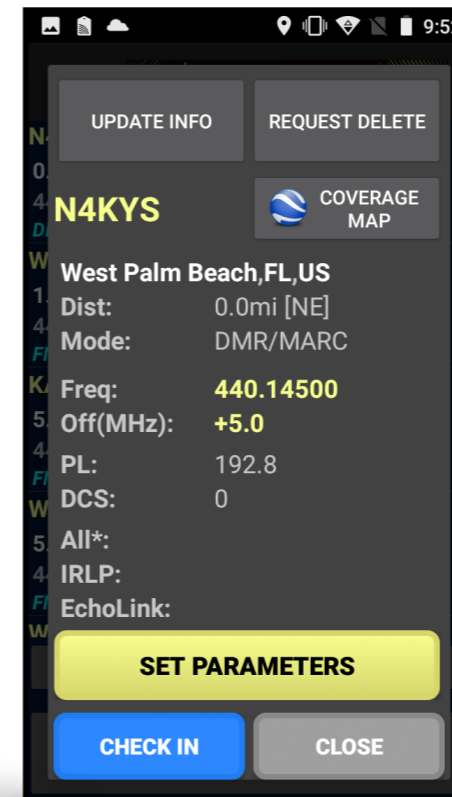 9:5
UPDATE INFO
REQUEST DELETE
N4KYS
COVERAGE
MAP
West Palm Beach,FL,US
Dist: 0.0mi [NE]
Mode: DMR/MARC
Freq: 440.14500
Off(MHz): +5.0
PL: 192.8
DCS: 0
All*:
IRLP:
EchoLink:
SET PARAMETERS
CHECK IN
CLOSE